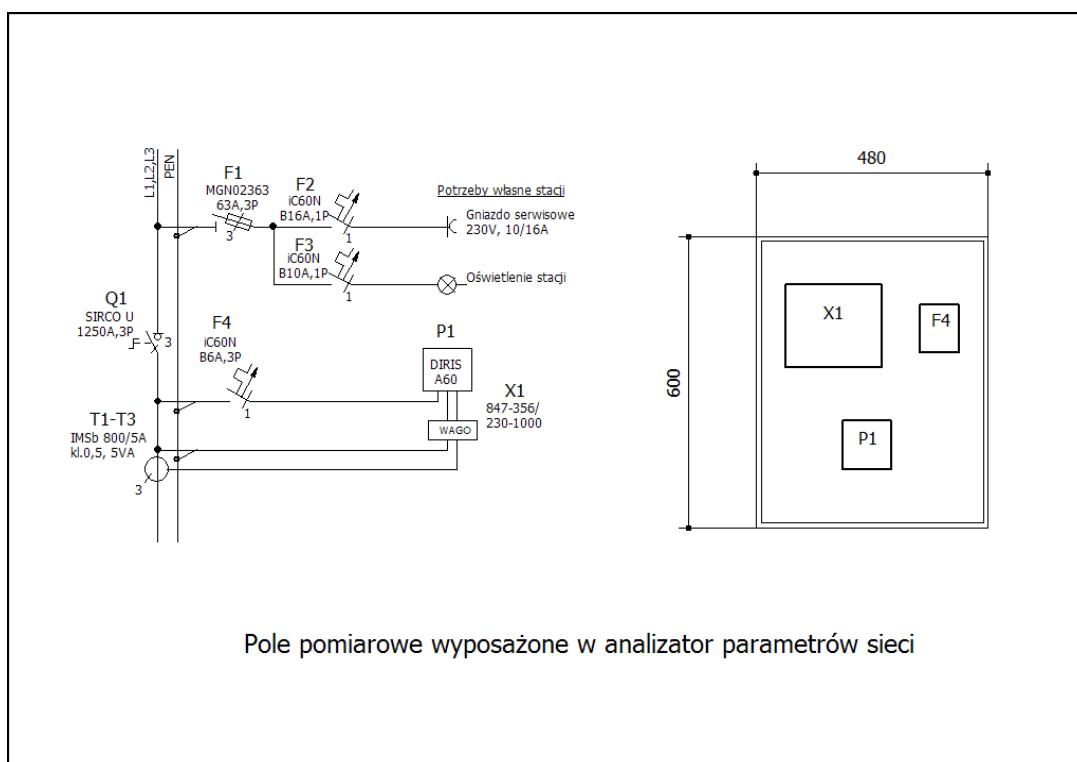 L1,L2,L3
PEN
F1
MGN02363
63A,3P
3
F2
iC60N
B16A,1P
1
Potrzeby własne stacji
Gniazdo serwisowe
230V, 10/16A
F3
iC60N
B10A,1P
1
Oświetlenie stacji
Q1
SIRCO U
1250A,3P
3
F4
iC60N
B6A,3P
1
P1
DIRIS
A60
X1
847-356/
230-1000
WAGO
T1-T3
IMSb 800/5A
kl.0,5, 5VA
3
480
600
X1
F4
P1
Pole pomiarowe wyposażone w analizator parametrów sieci